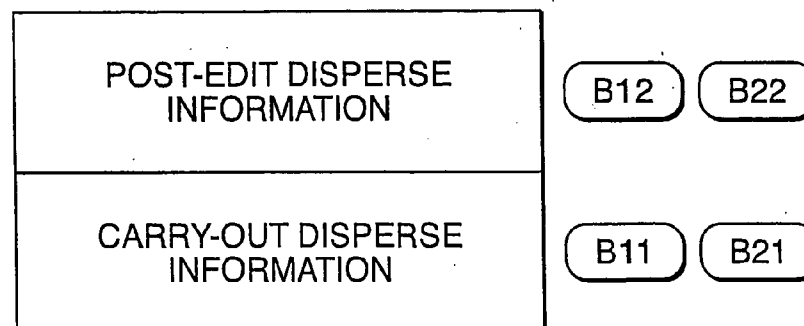 POST-EDIT DISPERSE
INFORMATION
B12 B22
CARRY-OUT DISPERSE
INFORMATION
B11 B21